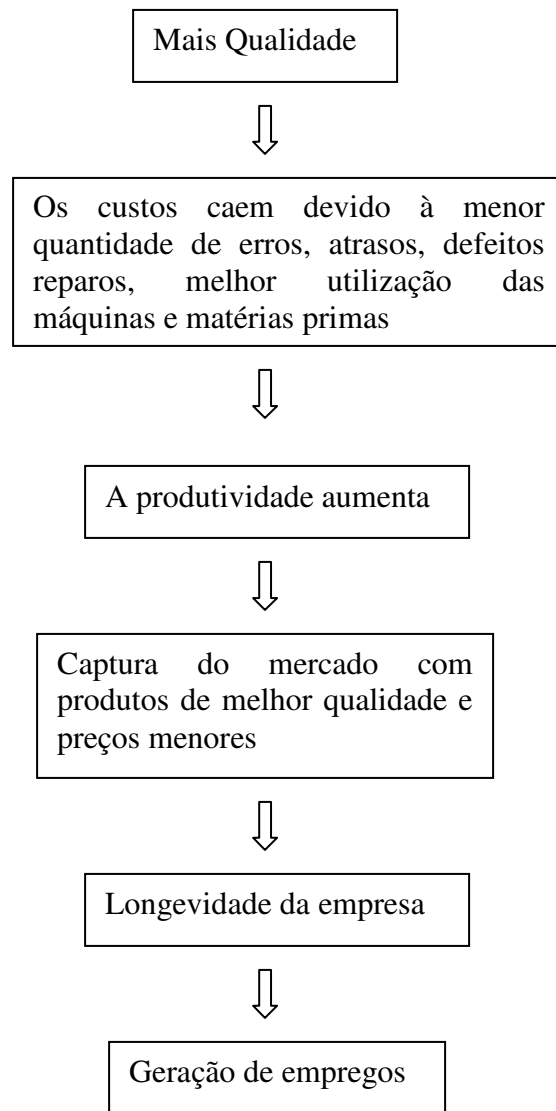 Mais Qualidade
Os custos caem devido à menor
quantidade de erros, atrasos, defeitos
reparos, melhor utilização das
máquinas e matérias primas
A produtividade aumenta
Captura do mercado com
produtos de melhor qualidade e
preços menores
Longevidade da empresa
Geração de empregos